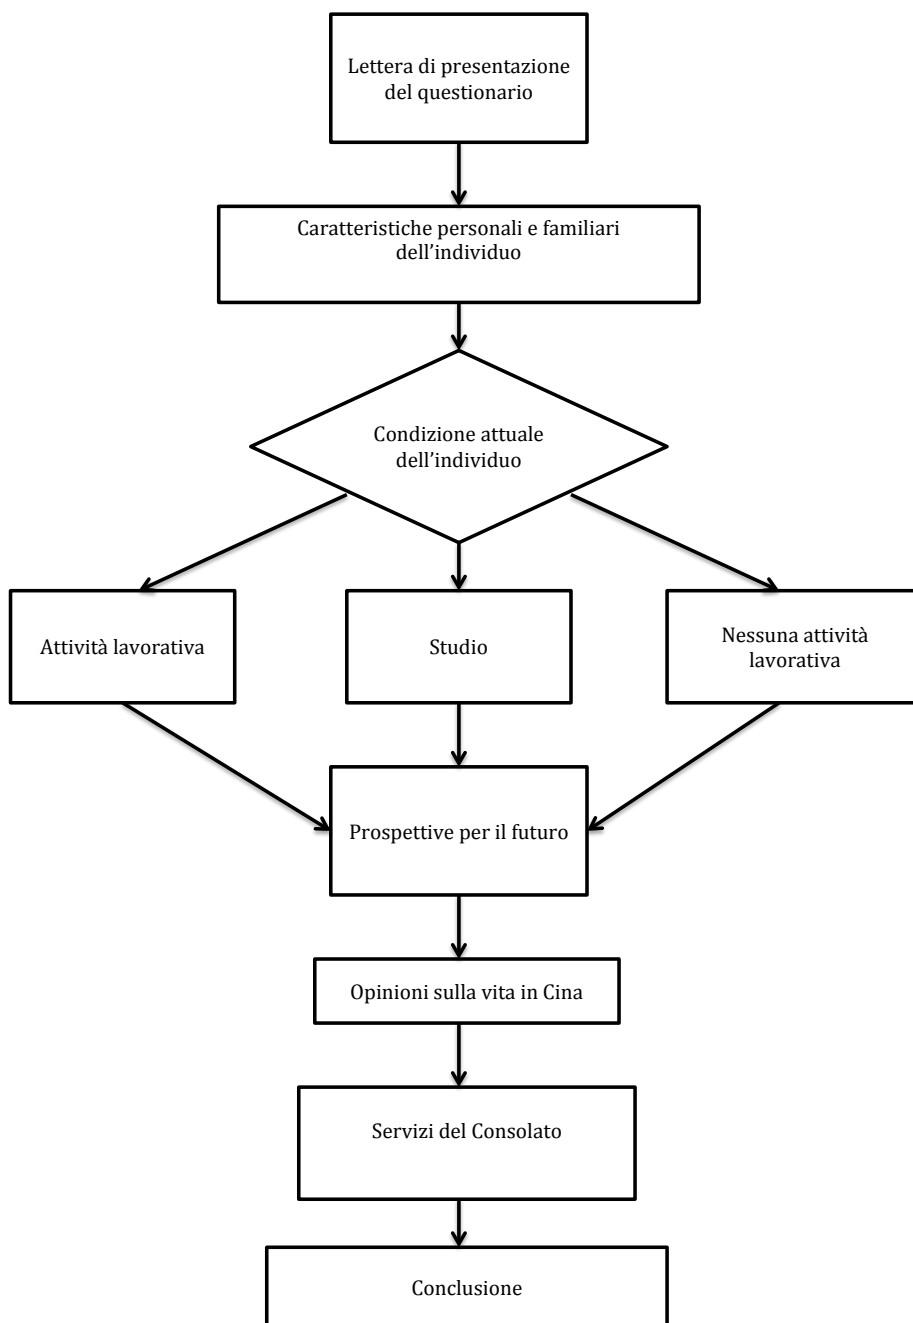 Lettera di presentazione
del questionario
Caratteristiche personali e familiari
dell’individuo
Condizione attuale
dell’individuo
Attività lavorativa
Studio
Nessuna attività
lavorativa
Prospettive per il futuro
Opinioni sulla vita in Cina
Servizi del Consolato
Conclusione